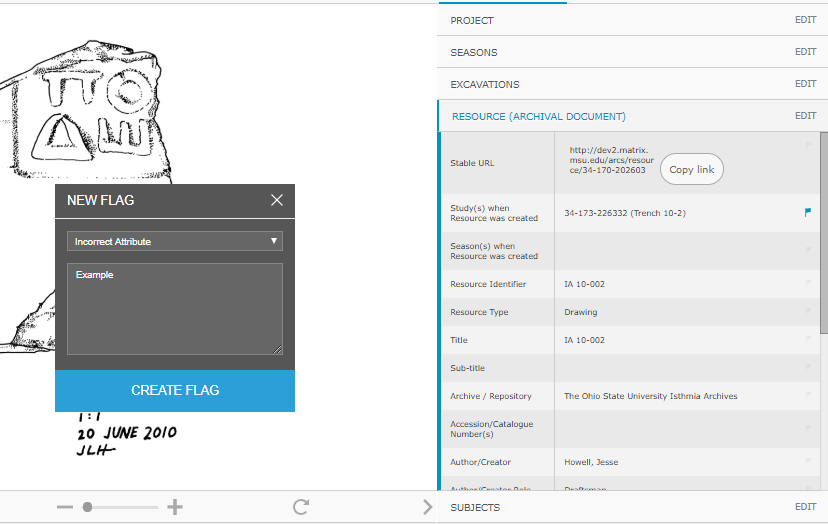 PROJECT EDIT
SEASONS EDIT
EXCAVATIONS EDIT
RESOURCE (ARCHIVAL DOCUMENT) EDIT
Stable URL
http://dev2.matrix.
msu.edu/arcs/resour
ce/34-170-202603
Copy link
Study(s) when
Resource was created
34-173-226332 (Trench 10-2)
Season(s) when
Resource was created
Resource Identifier IA 10-002
Resource Type Drawing
Title IA 10-002
Sub-title
Archive / Repository The Ohio State University Isthmia Archives
Accession/Catalogue
Number(s)
Author/Creator Howell, Jesse
Author/Creator Role Draftsman
SUBJECTS EDIT
NEW FLAG
Incorrect Attribute
Example
CREATE FLAG
1:1
20 JUNE 2010
JLH